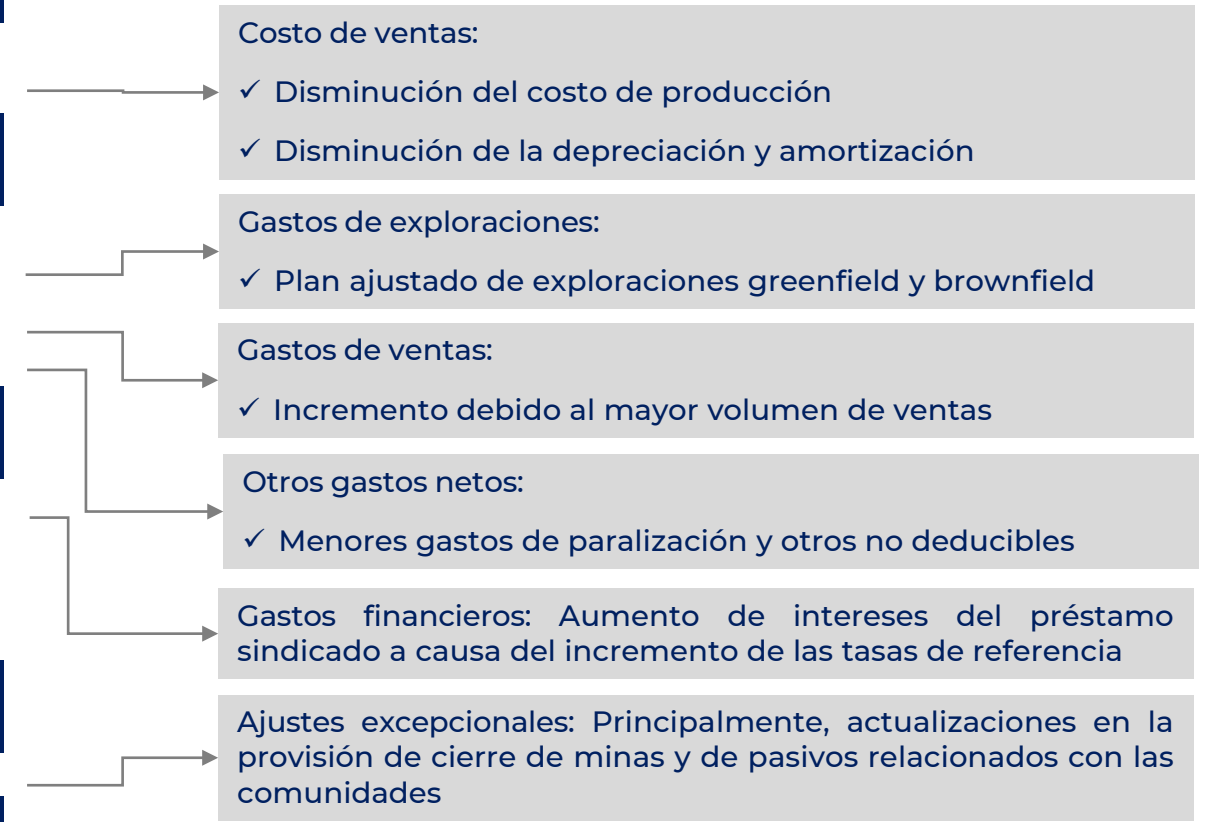 Costo de ventas:
✓ Disminución del costo de producción
✓ Disminución de la depreciación y amortización
Gastos de exploraciones:
✓ Plan ajustado de exploraciones greenfield y brownfield
Gastos de ventas:
✓ Incremento debido al mayor volumen de ventas
Otros gastos netos:
✓ Menores gastos de paralización y otros no deducibles
Gastos financieros: Aumento de intereses del préstamo
sindicado a causa del incremento de las tasas de referencia
Ajustes excepcionales: Principalmente, actualizaciones en la
provisión de cierre de minas y de pasivos relacionados con las
comunidades